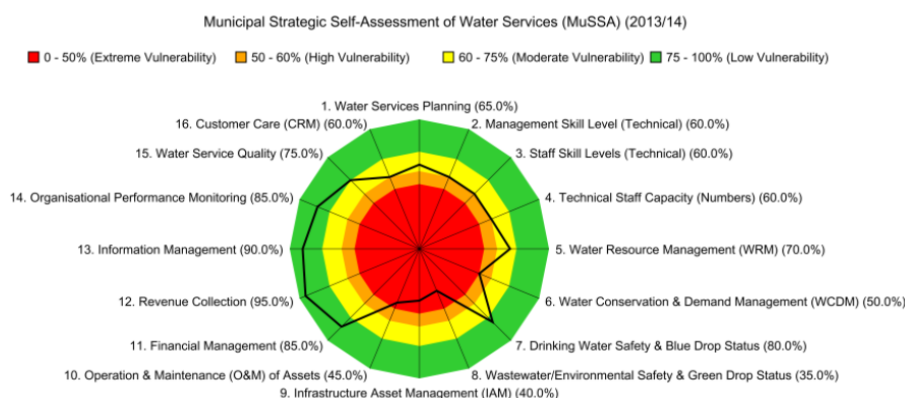 Municipal Strategic Self-Assessment of Water Services (MuSSA) (2013/14)
0 - 50% (Extreme Vulnerability)
50 - 60% (High Vulnerability)
60 - 75% (Moderate Vulnerability)
75 - 100% (Low Vulnerability)
1. Water Services Planning (65.0%)
2. Management Skill Level (Technical) (60.0%)
3. Staff Skill Levels (Technical) (60.0%)
4. Technical Staff Capacity (Numbers) (60.0%)
5. Water Resource Management (WRM) (70.0%)
6. Water Conservation & Demand Management (WCDM) (50.0%)
7. Drinking Water Safety & Blue Drop Status (80.0%)
8. Wastewater/Environmental Safety & Green Drop Status (35.0%)
9. Infrastructure Asset Management (IAM) (40.0%)
10. Operation & Maintenance (O&M) of Assets (45.0%)
11. Financial Management (85.0%)
12. Revenue Collection (95.0%)
13. Information Management (90.0%)
14. Organisational Performance Monitoring (85.0%)
15. Water Service Quality (75.0%)
16. Customer Care (CRM) (60.0%)